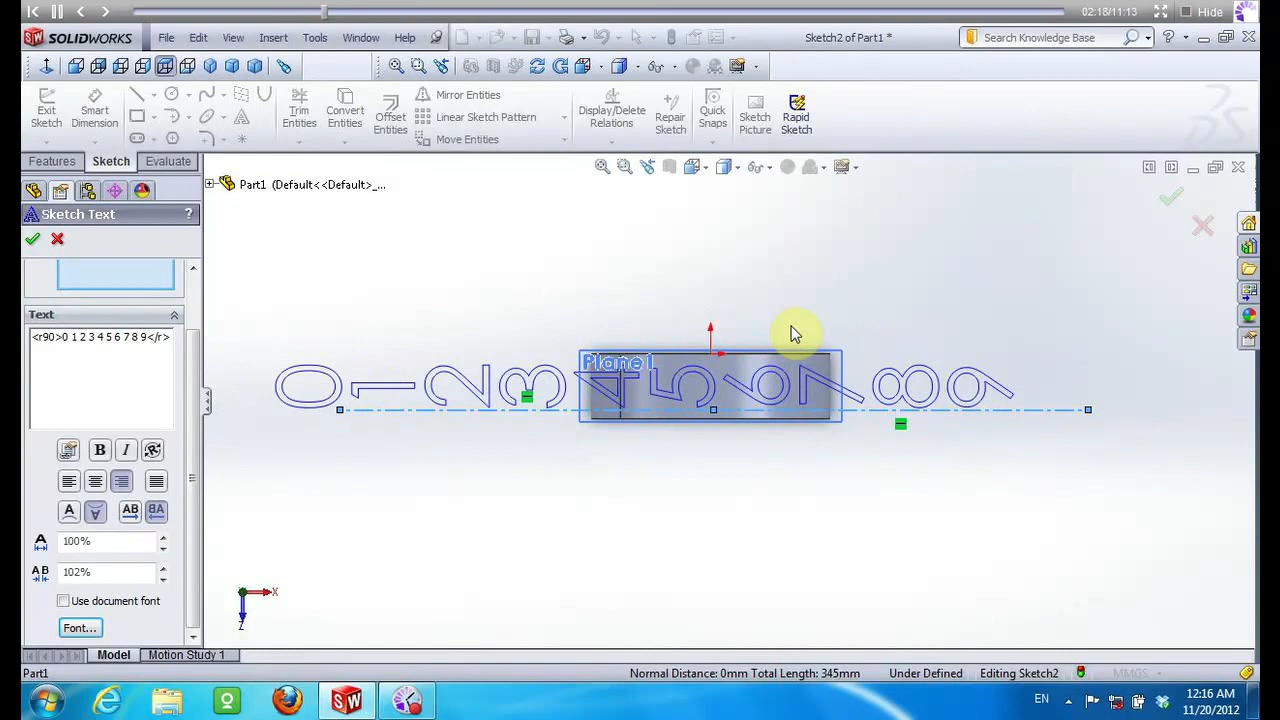 02:18/11:13
Hide
SOLIDWORKS
File Edit View Insert Tools Window Help
Sketch2 of Part1 *
Search Knowledge Base
Exit Sketch
Smart Dimension
Trim Entities
Convert Entities
Offset Entities
Mirror Entities
Linear Sketch Pattern
Move Entities
Display/Delete Relations
Repair Sketch
Quick Snaps
Sketch Picture
Rapid Sketch
Features Sketch Evaluate
Part1 (Default<<Default>_...
Sketch Text ?
Text
<r90>0 1 2 3 4 5 6 7 8 9</r>
Plane1
0 1 2 3 4 5 6 7 8 9
B I
A A AB AB
A 100%
AB 102%
Use document font
Font...
X
Z
Model Motion Study 1
Part1
Normal Distance: 0mm Total Length: 345mm
Under Defined
Editing Sketch2
MMGS
EN
12:16 AM
11/20/2012